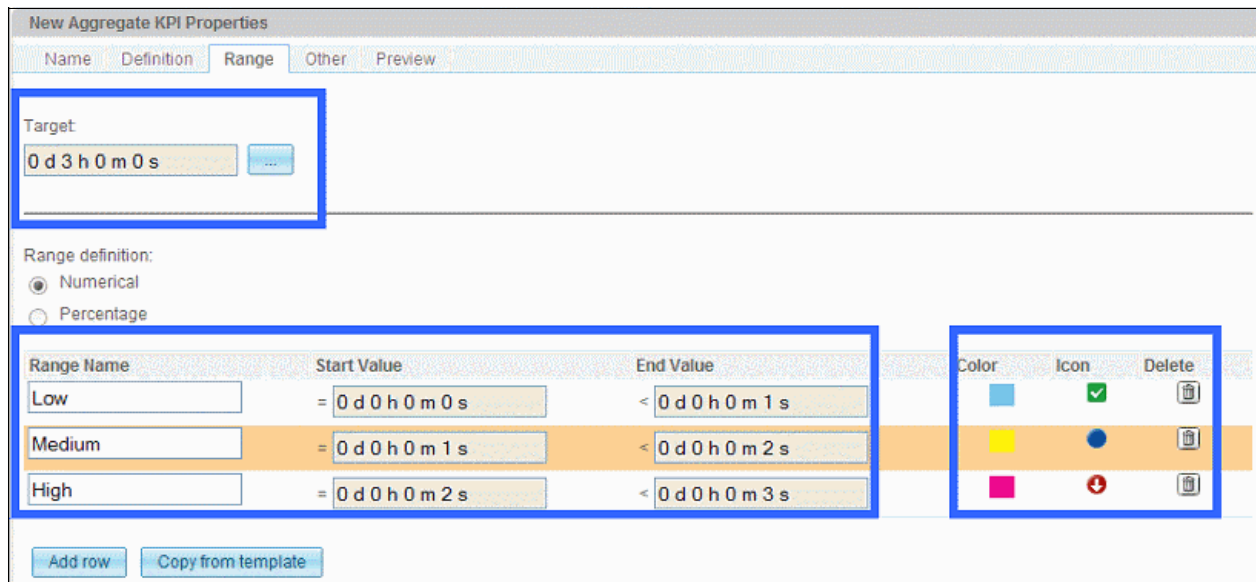 New Aggregate KPI Properties
Name Definition Range Other Preview
Target:
0 d 3 h 0 m 0 s ...
Range definition:
Numerical
Percentage
Range Name Start Value End Value Color Icon Delete
Low = 0 d 0 h 0 m 0 s < 0 d 0 h 0 m 1 s
Medium = 0 d 0 h 0 m 1 s < 0 d 0 h 0 m 2 s
High = 0 d 0 h 0 m 2 s < 0 d 0 h 0 m 3 s
Add row Copy from template